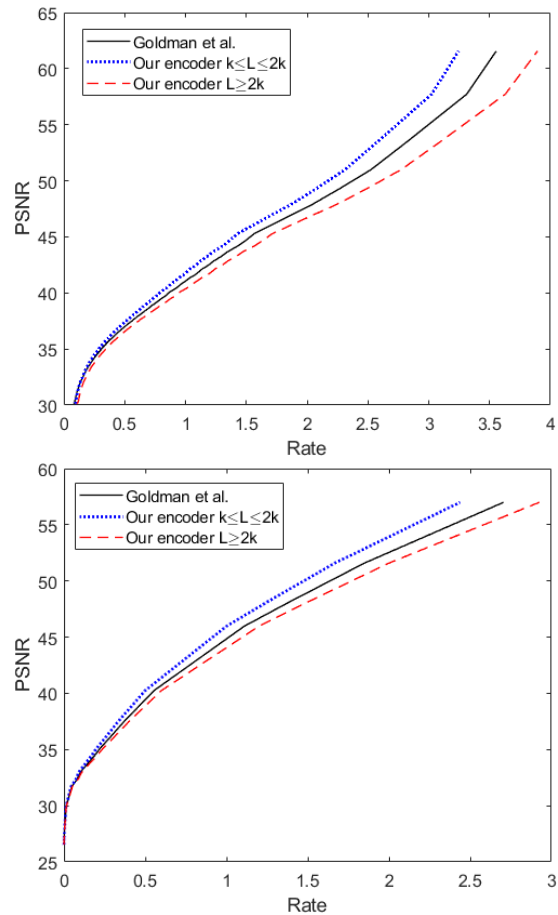 65
60
55
50
45
40
35
30
PSNR
Goldman et al.
Our encoder k≤L≤2k
Our encoder L≥2k
0 0.5 1 1.5 2 2.5 3 3.5 4
Rate
60
55
50
45
40
35
30
25
PSNR
Goldman et al.
Our encoder k≤L≤2k
Our encoder L≥2k
0 0.5 1 1.5 2 2.5 3
Rate